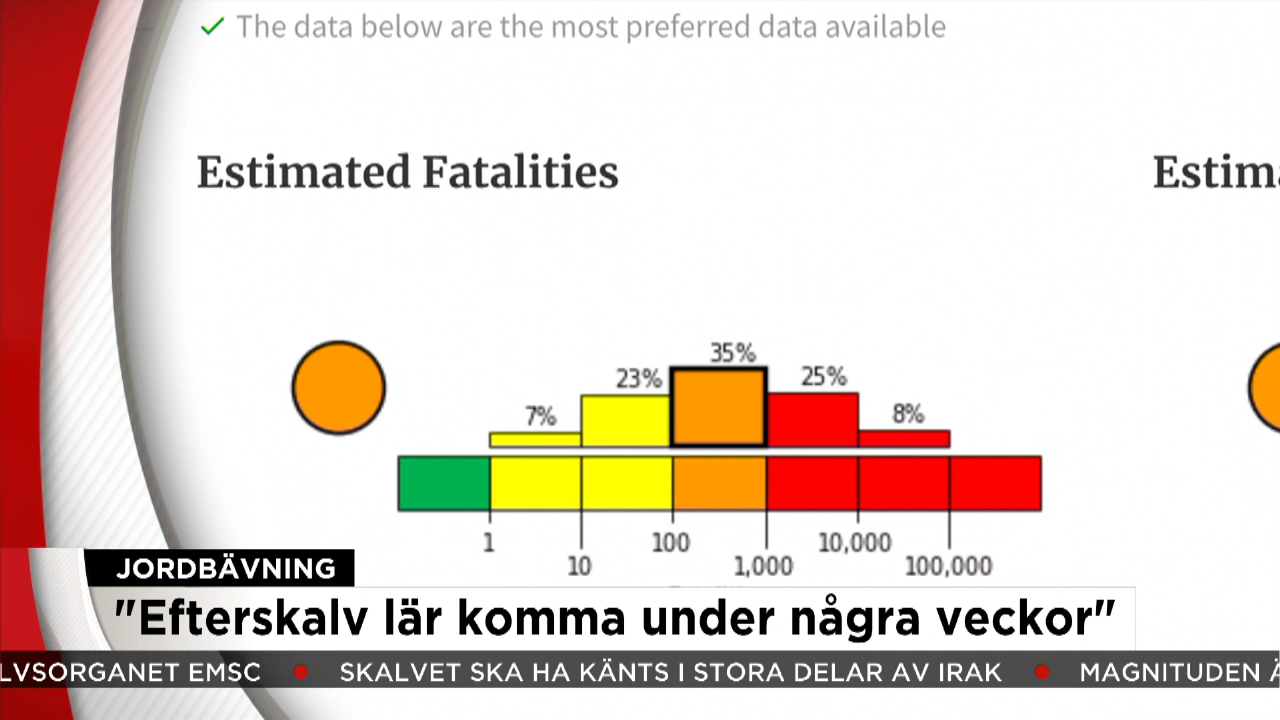 The data below are the most preferred data available
Estimated Fatalities
Estim
35%
23%
25%
7%
8%
1
100
10,000
10
1,000
100,000
JORDBÄVNING
"Efterskalv lär komma under några veckor"
LVSORGANET EMSC • SKALVET SKA HA KÄNTS I STORA DELAR AV IRAK • MAGNITUDEN Ä